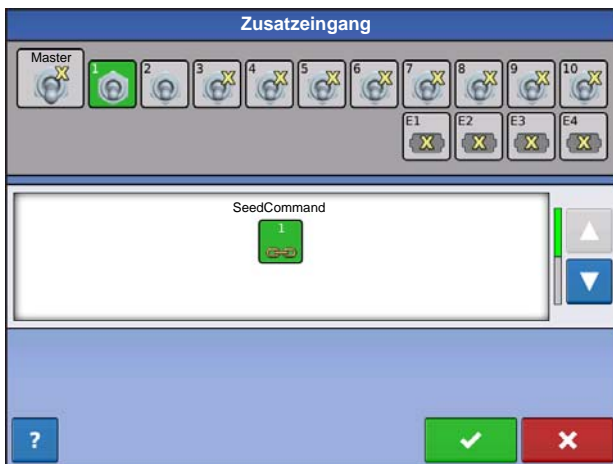 Zusatzeingang
Master 1 2 3 4 5 6 7 8 9 10
E1 E2 E3 E4
SeedCommand
1
?